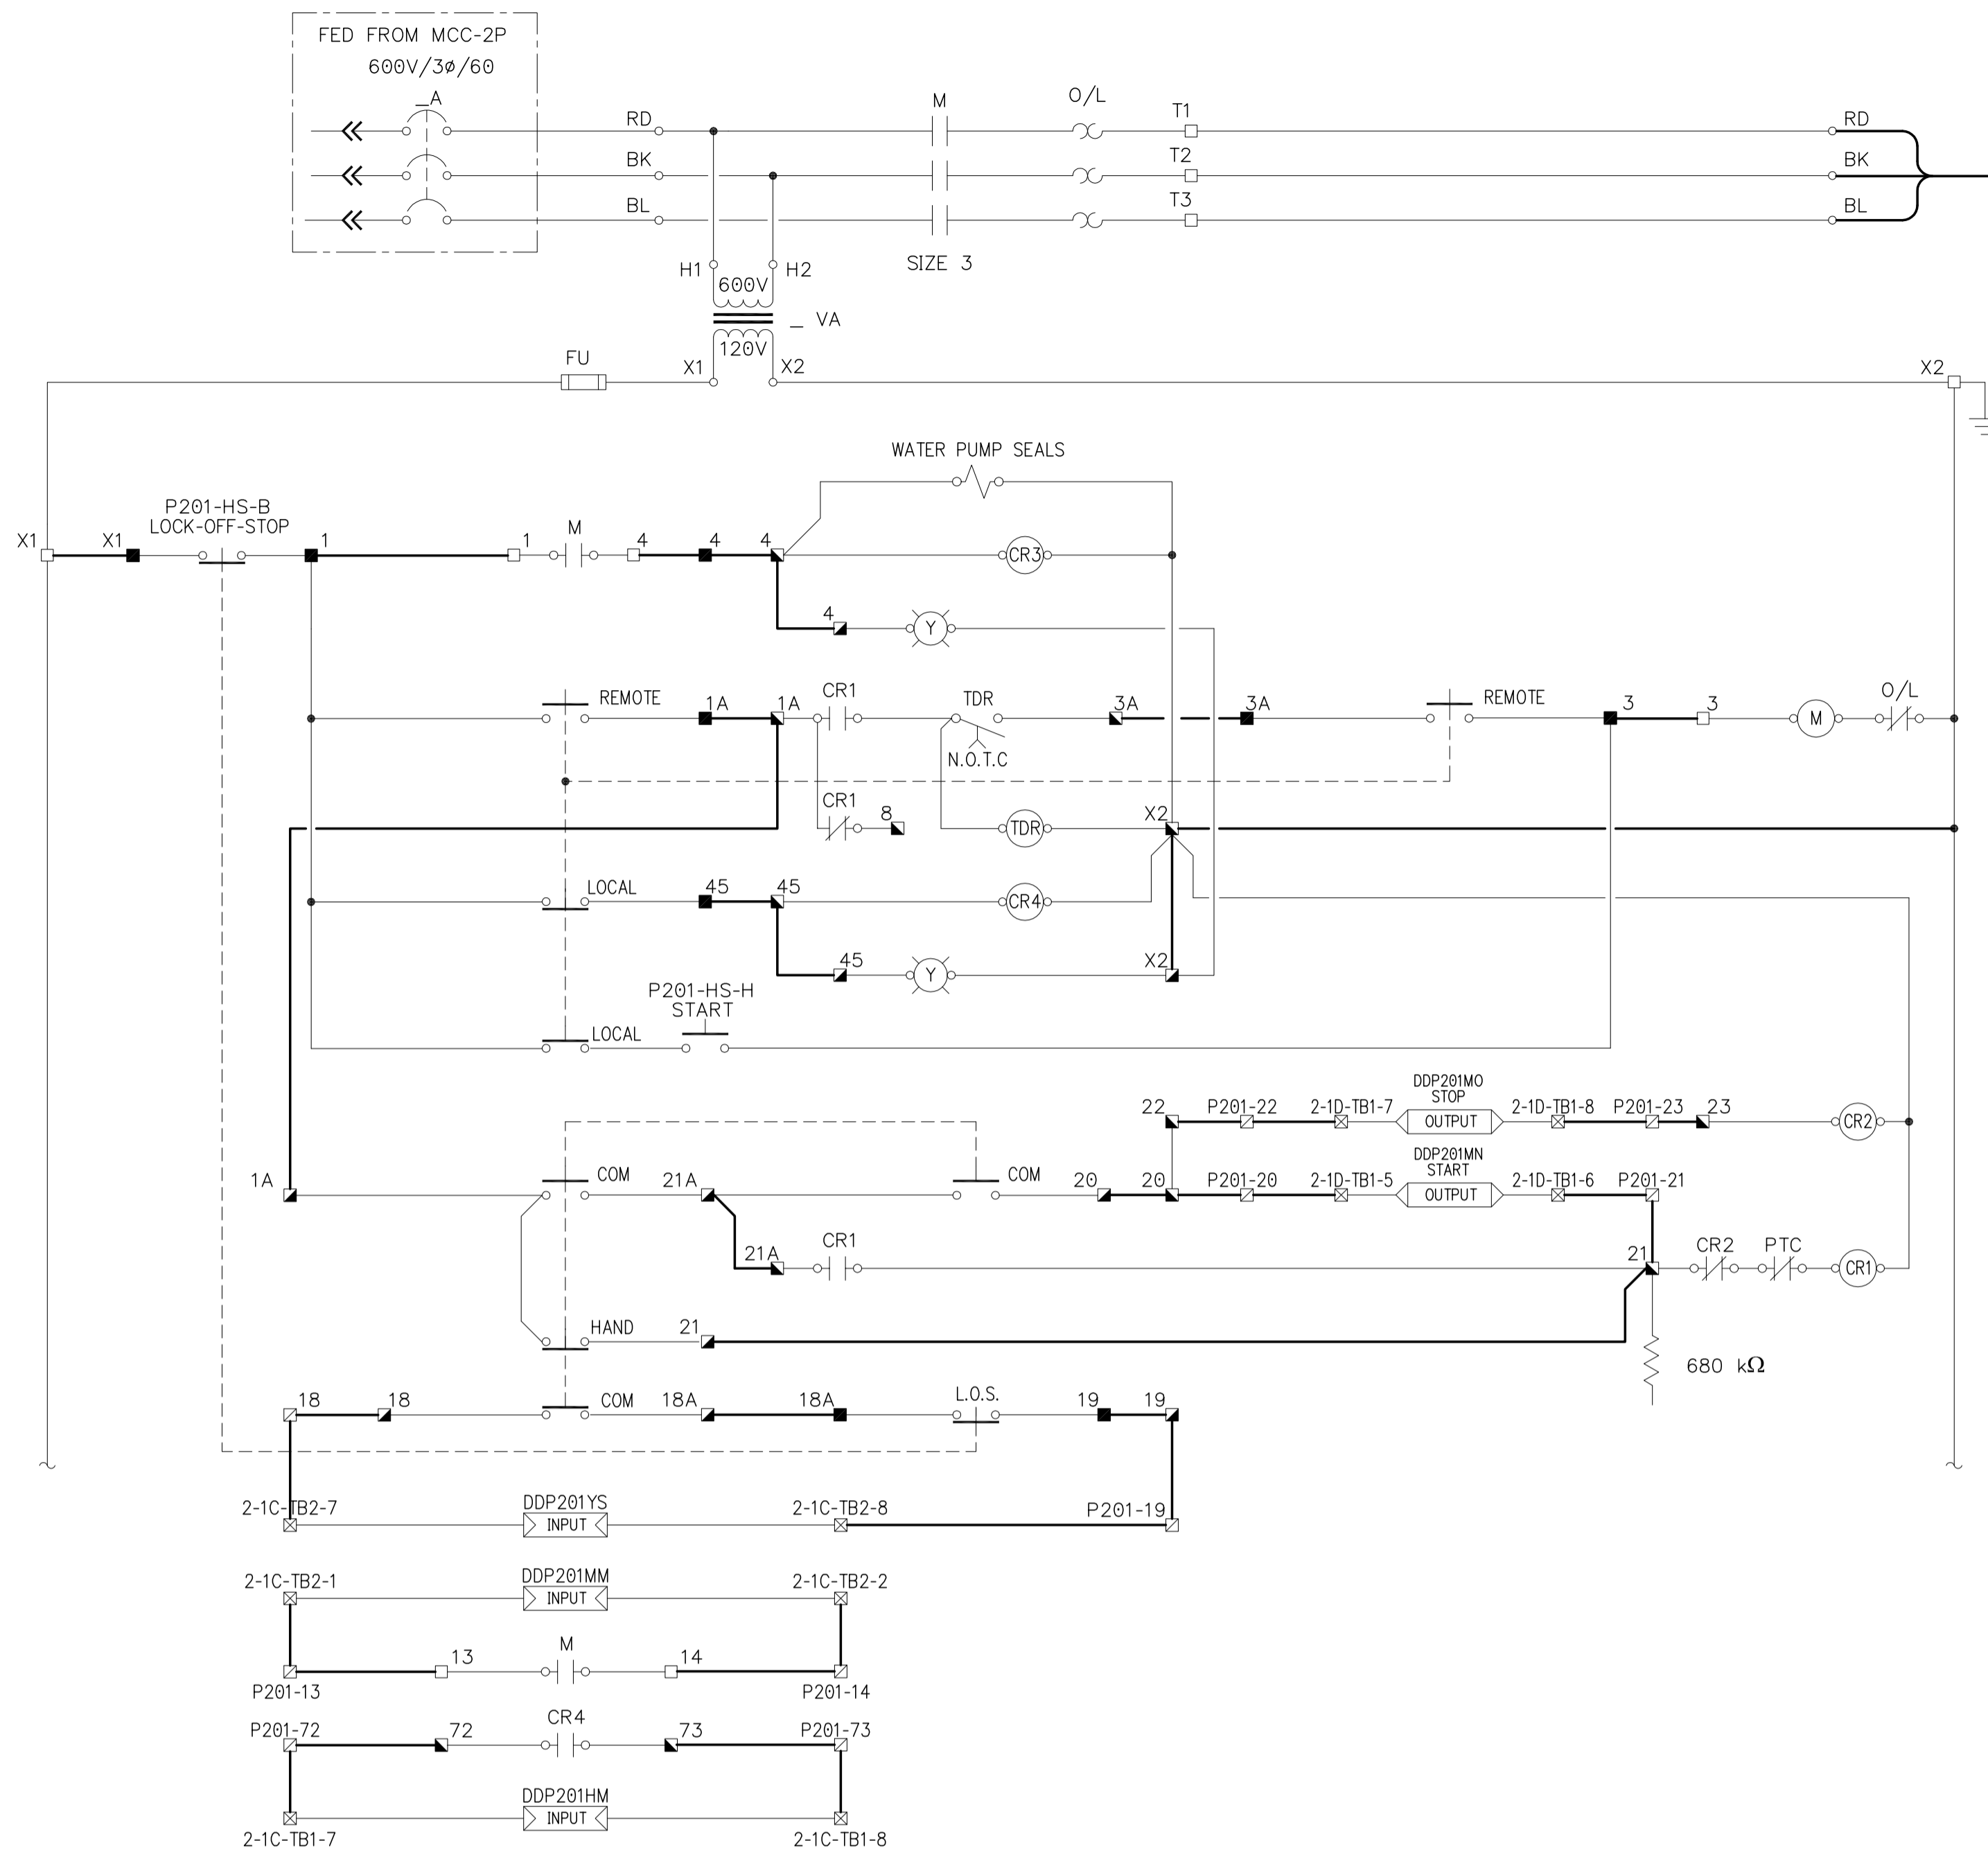 FED FROM MCC-2P
600V/3ø/60
_A
RD
BK
BL
M
SIZE 3
O/L
T1
T2
T3
RD
BK
BL
H1
H2
600V
_ VA
120V
FU
X1
X2
X2
WATER PUMP SEALS
P201-HS-B
LOCK-OFF-STOP
X1
X1
1
1
M
4
4
4
CR3
4
Y
REMOTE
1A
1A
CR1
TDR
N.O.T.C
3A
3A
REMOTE
3
3
M
O/L
CR1
8
TDR
X2
LOCAL
45
45
CR4
45
Y
X2
P201-HS-H
START
LOCAL
22
P201-22
2-1D-TB1-7
DDP201MO
STOP
OUTPUT
2-1D-TB1-8
P201-23
23
CR2
1A
COM
21A
COM
20
20
P201-20
2-1D-TB1-5
DDP201MN
START
OUTPUT
2-1D-TB1-6
P201-21
21A
CR1
21
CR2
PTC
CR1
HAND
21
680 kΩ
18
18
COM
18A
18A
L.O.S.
19
19
2-1C-TB2-7
DDP201YS
INPUT
2-1C-TB2-8
P201-19
2-1C-TB2-1
DDP201MM
INPUT
2-1C-TB2-2
13
M
14
P201-13
P201-14
P201-72
72
CR4
73
P201-73
DDP201HM
INPUT
2-1C-TB1-7
2-1C-TB1-8